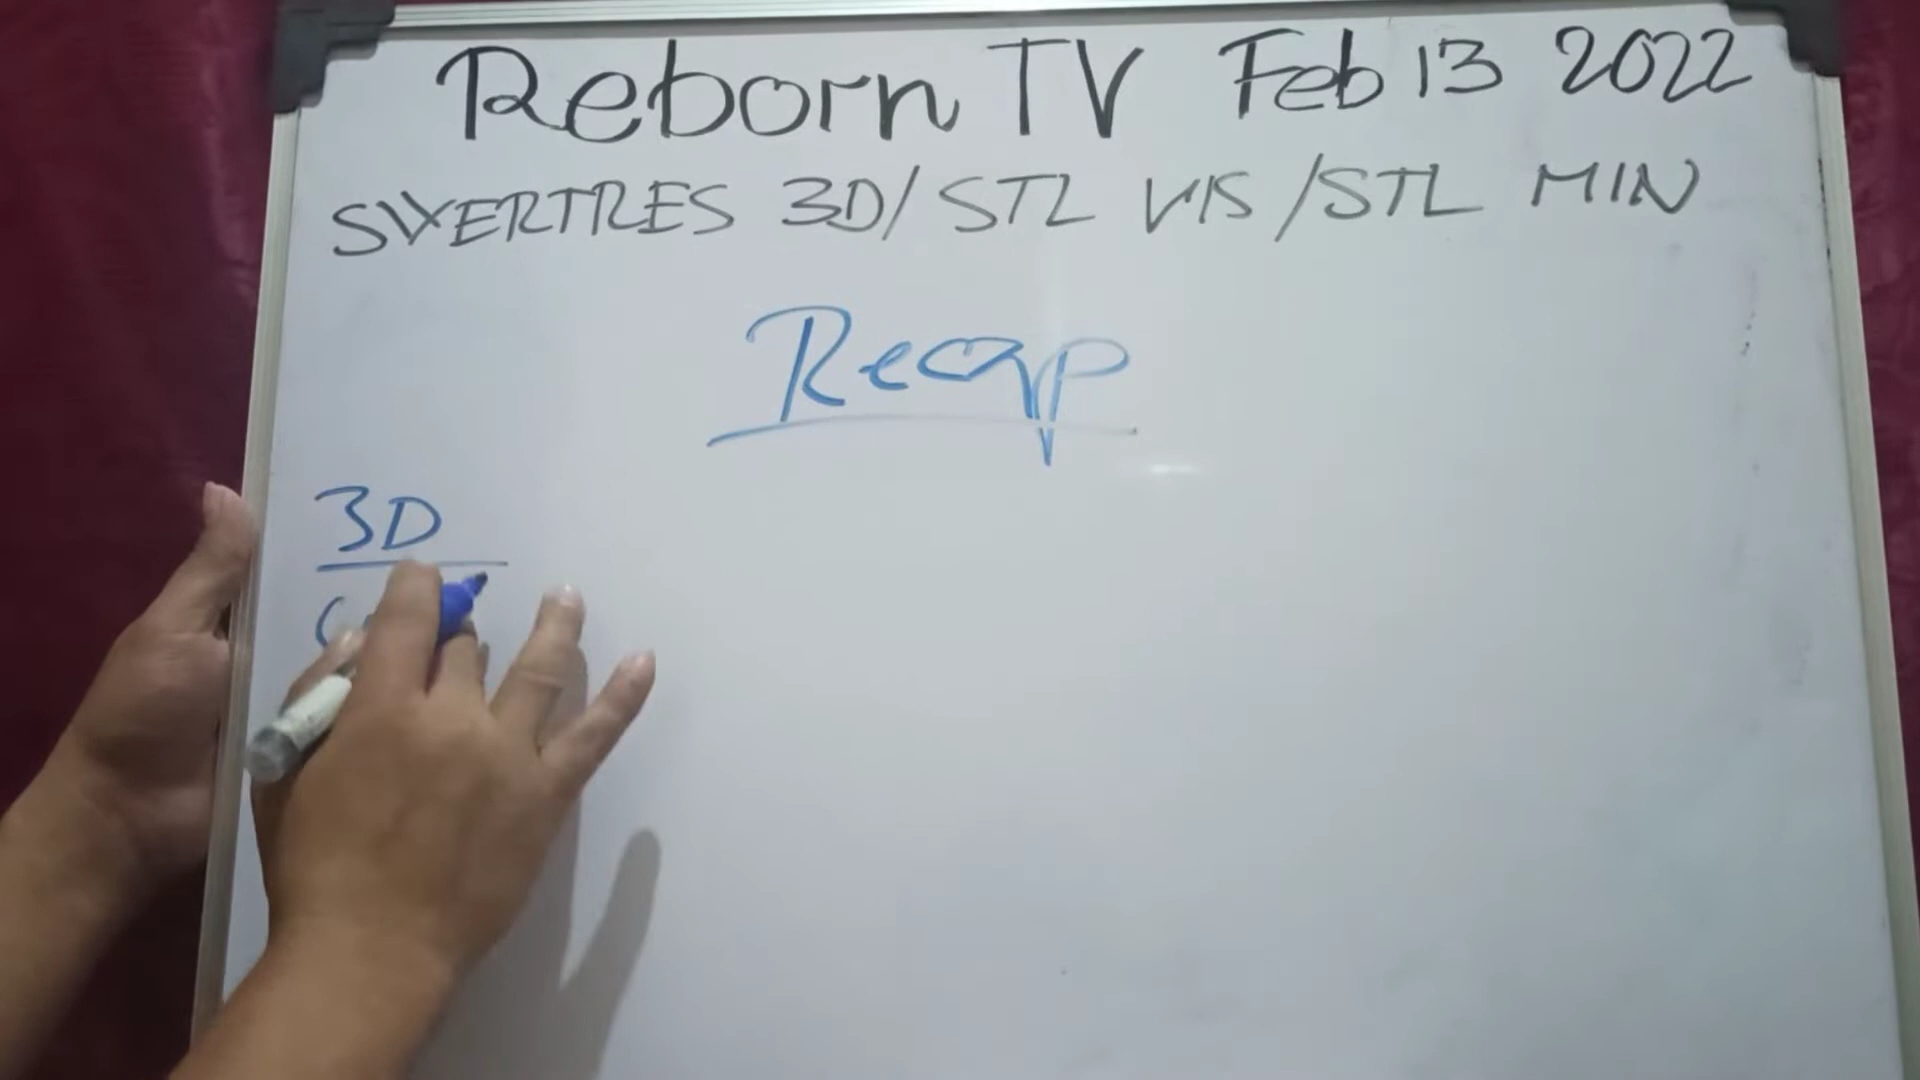 Reborn TV Feb 13 2022
SWERTRES 3D/ STL VIS /STL MIN
Recap
3D